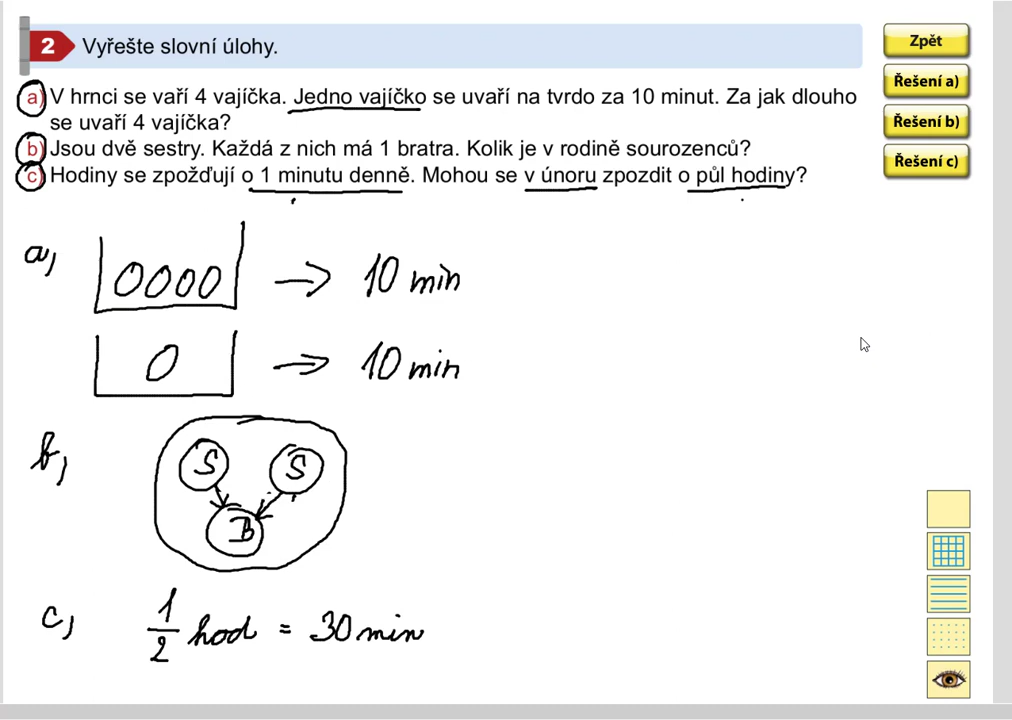 2 Vyřešte slovní úlohy.
Zpět
Řešení a)
Řešení b)
Řešení c)
a) V hrnci se vaří 4 vajíčka. Jedno vajíčko se uvaří na tvrdo za 10 minut. Za jak dlouho
se uvaří 4 vajíčka?
b) Jsou dvě sestry. Každá z nich má 1 bratra. Kolik je v rodině sourozenců?
c) Hodiny se zpožďují o 1 minutu denně. Mohou se v únoru zpozdit o půl hodiny?
a, 0000 → 10 min
0 → 10 min
b, S S
B
c, 1/2 hod = 30 min